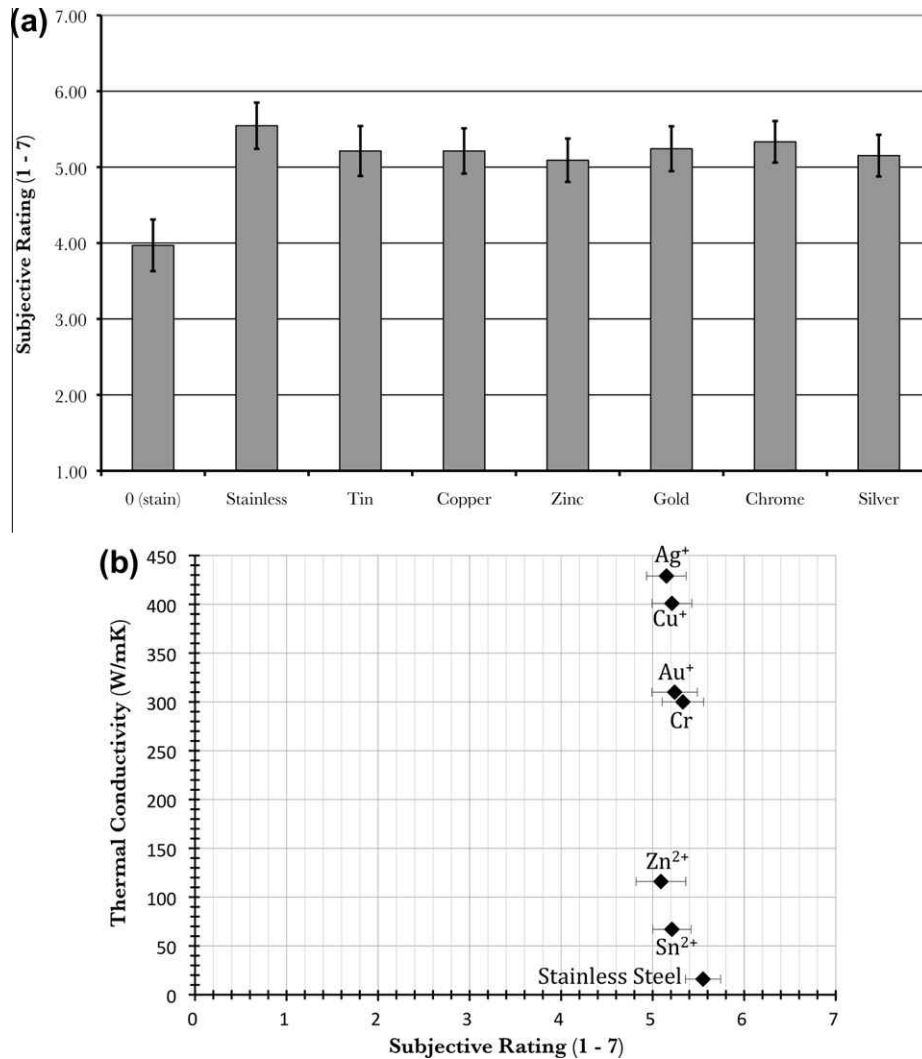 (a)
7.00
6.00
5.00
4.00
3.00
2.00
1.00
Subjective Rating (1 - 7)
0 (stain) Stainless Tin Copper Zinc Gold Chrome Silver
(b)
450
400
350
300
250
200
150
100
50
0
Thermal Conductivity (W/mK)
Ag⁺
Cu⁺
Au⁺
Cr
Zn²⁺
Sn²⁺
Stainless Steel
0 1 2 3 4 5 6 7
Subjective Rating (1 - 7)